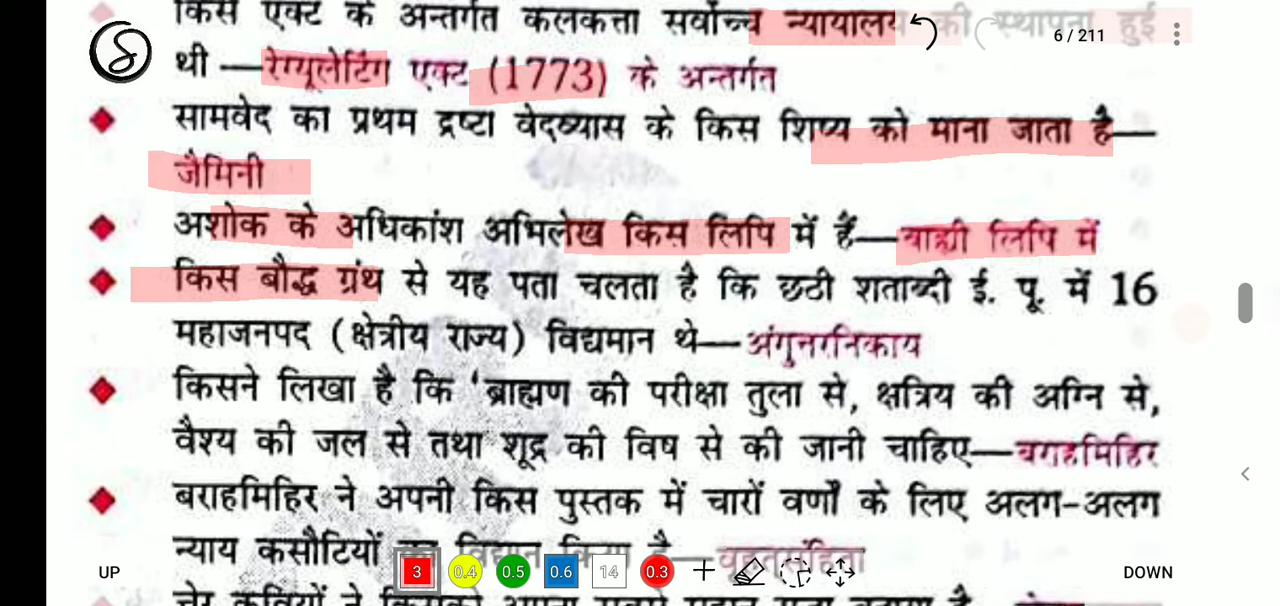 किस एक्ट के अन्तर्गत कलकत्ता सर्वोच्च न्यायालय की स्थापना हुई
6 / 211
8
थी —रेग्यूलेटिंग एक्ट (1773) के अन्तर्गत
सामवेद का प्रथम द्रष्टा वेदव्यास के किस शिष्य को माना जाता है—
जैमिनी
अशोक के अधिकांश अभिलेख किस लिपि में हैं—ब्राह्मी लिपि में
किस बौद्ध ग्रंथ से यह पता चलता है कि छठी शताब्दी ई. पू. में 16
महाजनपद (क्षेत्रीय राज्य) विद्यमान थे—अंगुत्तरनिकाय
किसने लिखा है कि 'ब्राह्मण की परीक्षा तुला से, क्षत्रिय की अग्नि से,
वैश्य की जल से तथा शूद्र की विष से की जानी चाहिए—बराहमिहिर
बराहमिहिर ने अपनी किस पुस्तक में चारों वर्णों के लिए अलग-अलग
न्याय कसौटियों का विधान किया है—वृहतसंहिता
UP 3 0.4 0.5 0.6 14 0.3 DOWN